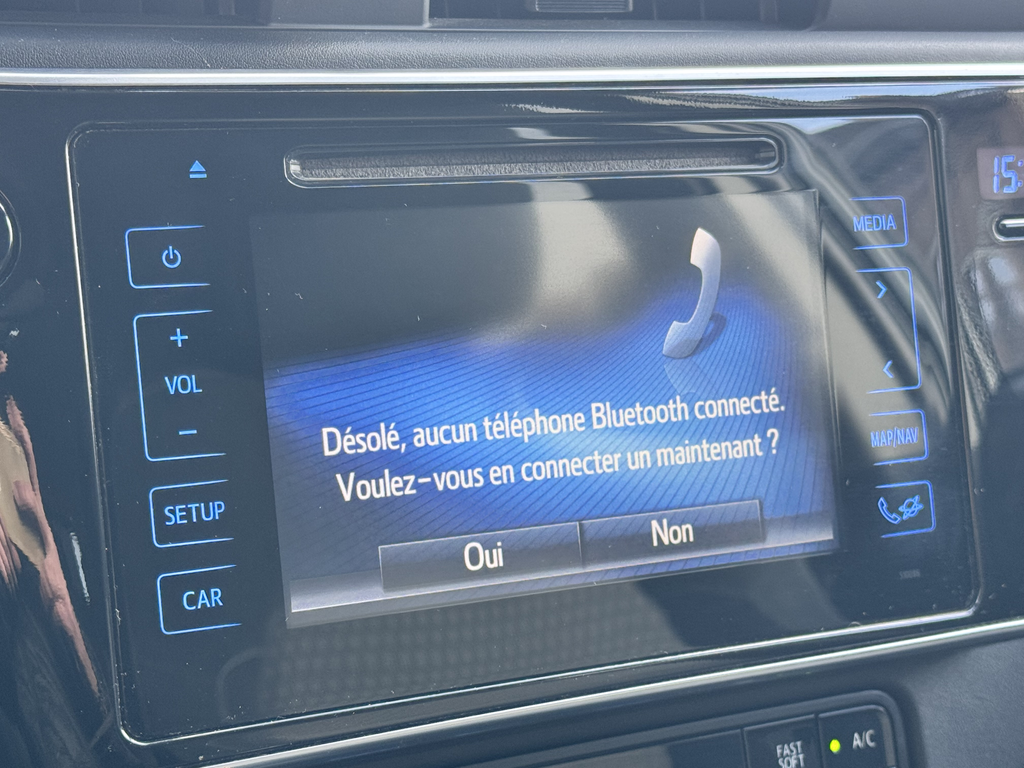 15:
MEDIA
+
VOL
-
Désolé, aucun téléphone Bluetooth connecté.
Voulez-vous en connecter un maintenant ?
MAP/NAV
SETUP
Oui
Non
CAR
FAST
SOFT
A/C